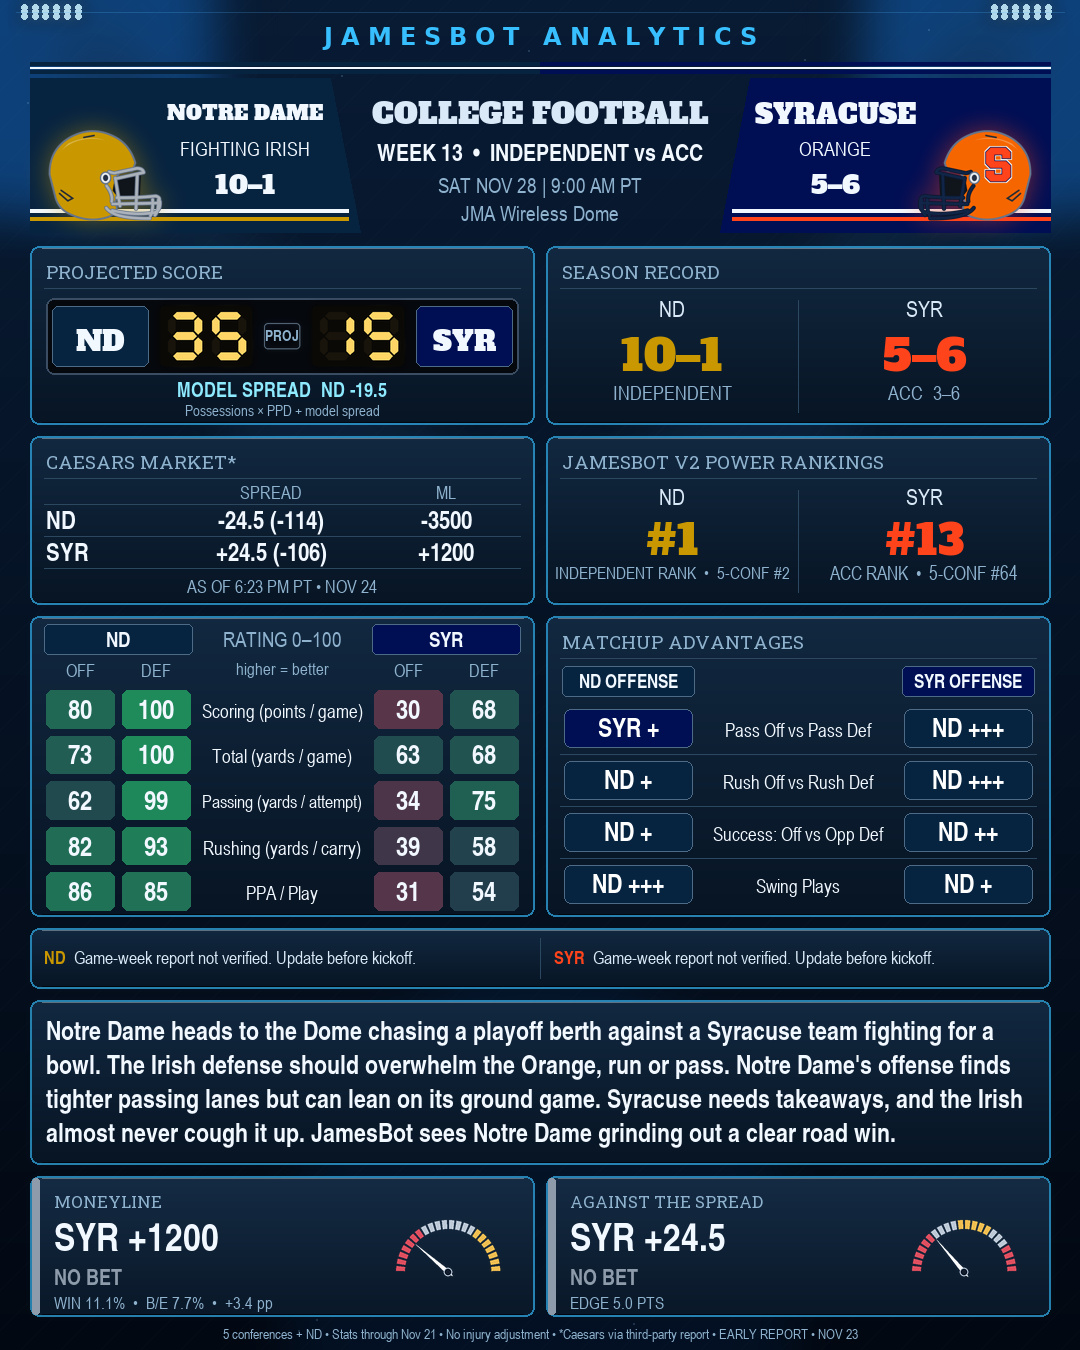 JAMESBOT ANALYTICS
NOTRE DAME
FIGHTING IRISH
10–1
COLLEGE FOOTBALL
WEEK 13 • INDEPENDENT vs ACC
SAT NOV 28 | 9:00 AM PT
JMA Wireless Dome
SYRACUSE
ORANGE
5–6
S
PROJECTED SCORE
ND 35 PROJ 15 SYR
MODEL SPREAD ND -19.5
Possessions × PPD + model spread
SEASON RECORD
ND SYR
10–1 5–6
INDEPENDENT ACC 3–6
CAESARS MARKET*
SPREAD ML
ND -24.5 (-114) -3500
SYR +24.5 (-106) +1200
AS OF 6:23 PM PT • NOV 24
JAMESBOT V2 POWER RANKINGS
ND SYR
#1 #13
INDEPENDENT RANK • 5-CONF #2 ACC RANK • 5-CONF #64
ND RATING 0–100 SYR
OFF DEF higher = better OFF DEF
80 100 Scoring (points / game) 30 68
73 100 Total (yards / game) 63 68
62 99 Passing (yards / attempt) 34 75
82 93 Rushing (yards / carry) 39 58
86 85 PPA / Play 31 54
MATCHUP ADVANTAGES
ND OFFENSE SYR OFFENSE
SYR + Pass Off vs Pass Def ND +++
ND + Rush Off vs Rush Def ND +++
ND + Success: Off vs Opp Def ND ++
ND +++ Swing Plays ND +
ND Game-week report not verified. Update before kickoff.
SYR Game-week report not verified. Update before kickoff.
Notre Dame heads to the Dome chasing a playoff berth against a Syracuse team fighting for a
bowl. The Irish defense should overwhelm the Orange, run or pass. Notre Dame's offense finds
tighter passing lanes but can lean on its ground game. Syracuse needs takeaways, and the Irish
almost never cough it up. JamesBot sees Notre Dame grinding out a clear road win.
MONEYLINE
SYR +1200
NO BET
WIN 11.1% • B/E 7.7% • +3.4 pp
AGAINST THE SPREAD
SYR +24.5
NO BET
EDGE 5.0 PTS
5 conferences + ND • Stats through Nov 21 • No injury adjustment • *Caesars via third-party report • EARLY REPORT • NOV 23